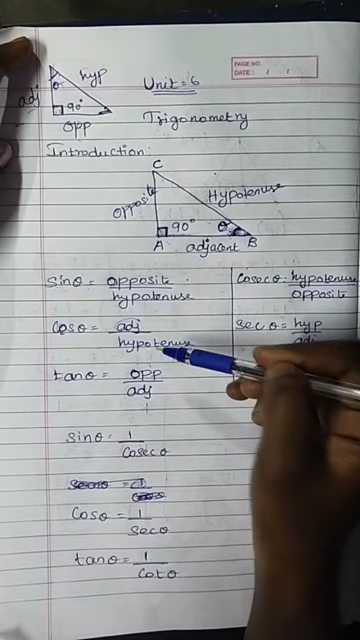 hyp
θ
adj
90°
opp
PAGE NO.
DATE: / /
Unit: 6
Trigonometry
Introduction:
C
opposite
Hypotenuse
90°
θ
A
adjacent
B
sinθ = opposite / hypotenuse
cosecθ = hypotenuse / opposite
cosθ = adj / hypotenuse
secθ = hyp / adj
tanθ = opp / adj
sinθ = 1 / cosecθ
cosθ = 1 / secθ
tanθ = 1 / cotθ